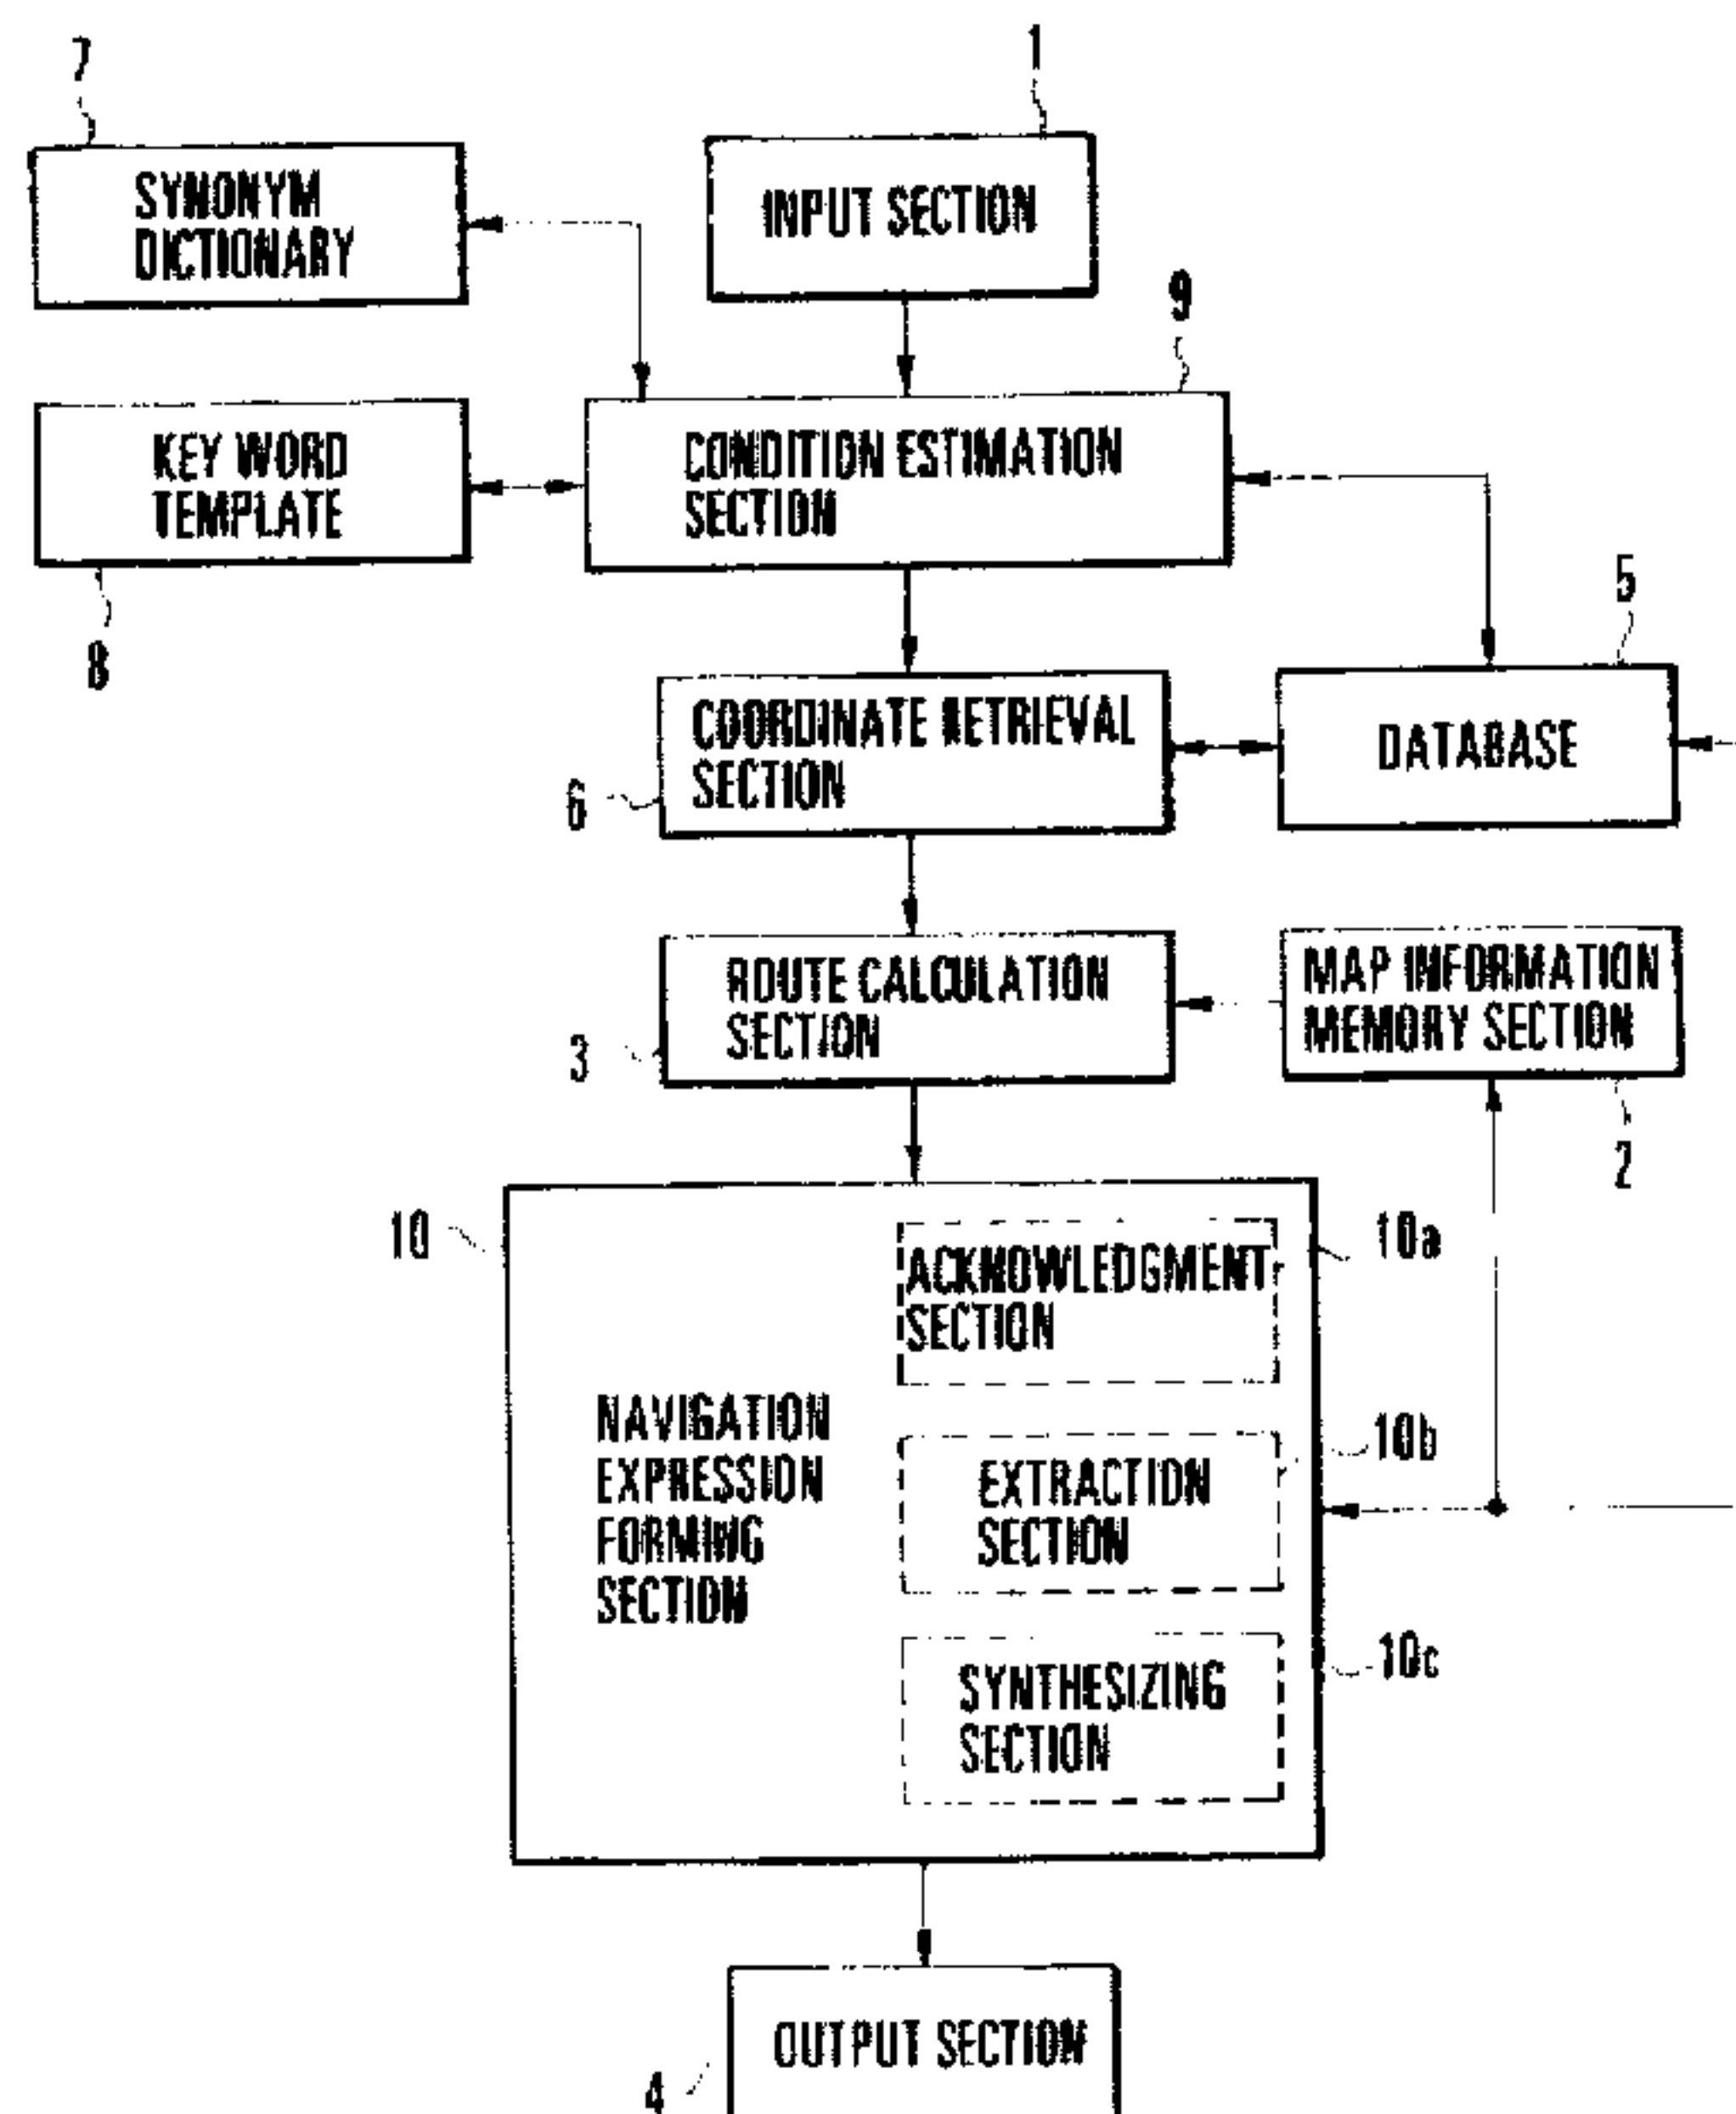 7
1
SYNONYM
DICTIONARY
INPUT SECTION
9
KEY WORD
TEMPLATE
CONDITION ESTIMATION
SECTION
5
8
COORDINATE RETRIEVAL
SECTION
DATABASE
6
ROUTE CALCULATION
SECTION
MAP INFORMATION
MEMORY SECTION
3
2
10
10a
ACKNOWLEDGMENT
SECTION
NAVIGATION
EXPRESSION
FORMING
SECTION
10b
EXTRACTION
SECTION
10c
SYNTHESIZING
SECTION
OUTPUT SECTION
4